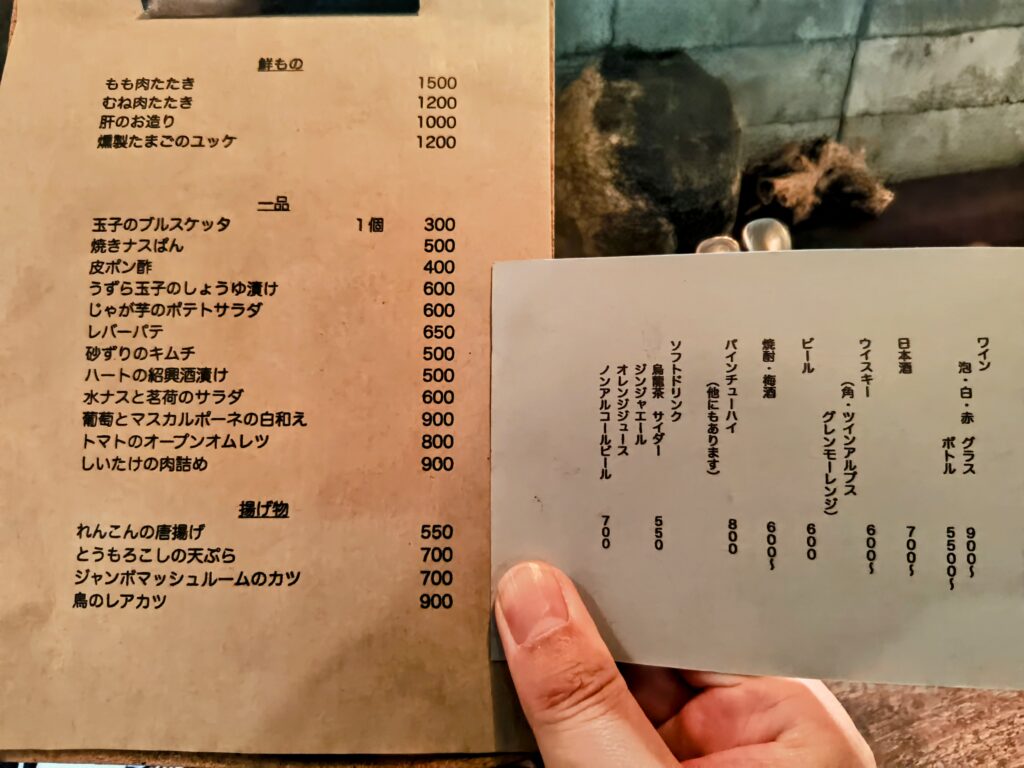 鮮もの
もも肉たたき 1500
むね肉たたき 1200
肝のお造り 1000
燻製たまごのユッケ 1200
一品
玉子のブルスケッタ 1個 300
焼きナスぱん 500
皮ポン酢 400
うずら玉子のしょうゆ漬け 600
じゃが芋のポテトサラダ 600
レバーパテ 650
砂ずりのキムチ 500
ハートの紹興酒漬け 500
水ナスと茗荷のサラダ 600
葡萄とマスカルポーネの白和え 900
トマトのオーブンオムレツ 800
しいたけの肉詰め 900
揚げ物
れんこんの唐揚げ 550
とうもろこしの天ぷら 700
ジャンボマッシュルームのカツ 700
鳥のレアカツ 900
ワイン
泡・白・赤 グラス 900〜
ボトル 5500〜
日本酒 700〜
ウイスキー 600〜
(角・ツインアルプス
グレンモーレンジ)
ビール 600
焼酎・梅酒 600〜
パインチューハイ 800
(他にもあります)
ソフトドリンク
烏龍茶 サイダー 550
ジンジャエール
オレンジジュース
ノンアルコールビール 700